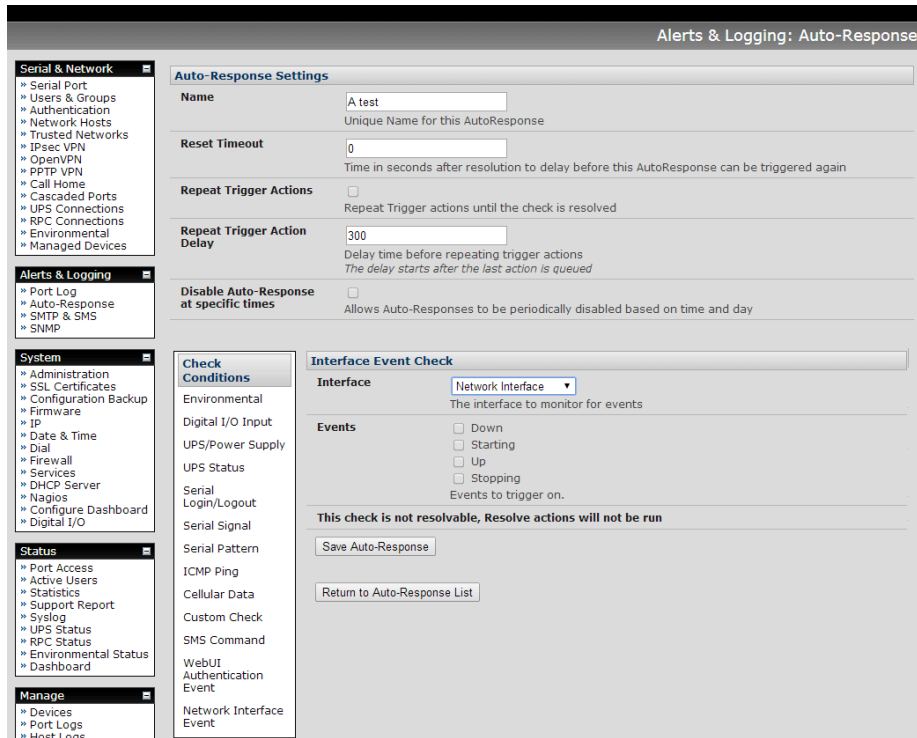 Alerts & Logging: Auto-Response
Serial & Network
» Serial Port
» Users & Groups
» Authentication
» Network Hosts
» Trusted Networks
» IPsec VPN
» OpenVPN
» PPTP VPN
» Call Home
» Cascaded Ports
» UPS Connections
» RPC Connections
» Environmental
» Managed Devices
Alerts & Logging
» Port Log
» Auto-Response
» SMTP & SMS
» SNMP
System
» Administration
» SSL Certificates
» Configuration Backup
» Firmware
» IP
» Date & Time
» Dial
» Firewall
» Services
» DHCP Server
» Nagios
» Configure Dashboard
» Digital I/O
Status
» Port Access
» Active Users
» Statistics
» Support Report
» Syslog
» UPS Status
» RPC Status
» Environmental Status
» Dashboard
Manage
» Devices
» Port Logs
» Host Logs
Auto-Response Settings
Name
A test
Unique Name for this AutoResponse
Reset Timeout
0
Time in seconds after resolution to delay before this AutoResponse can be triggered again
Repeat Trigger Actions
Repeat Trigger actions until the check is resolved
Repeat Trigger Action
Delay
300
Delay time before repeating trigger actions
The delay starts after the last action is queued
Disable Auto-Response
at specific times
Allows Auto-Responses to be periodically disabled based on time and day
Check
Conditions
Environmental
Digital I/O Input
UPS/Power Supply
UPS Status
Serial
Login/Logout
Serial Signal
Serial Pattern
ICMP Ping
Cellular Data
Custom Check
SMS Command
WebUI
Authentication
Event
Network Interface
Event
Interface Event Check
Interface
Network Interface
The interface to monitor for events
Events
Down
Starting
Up
Stopping
Events to trigger on.
This check is not resolvable, Resolve actions will not be run
Save Auto-Response
Return to Auto-Response List